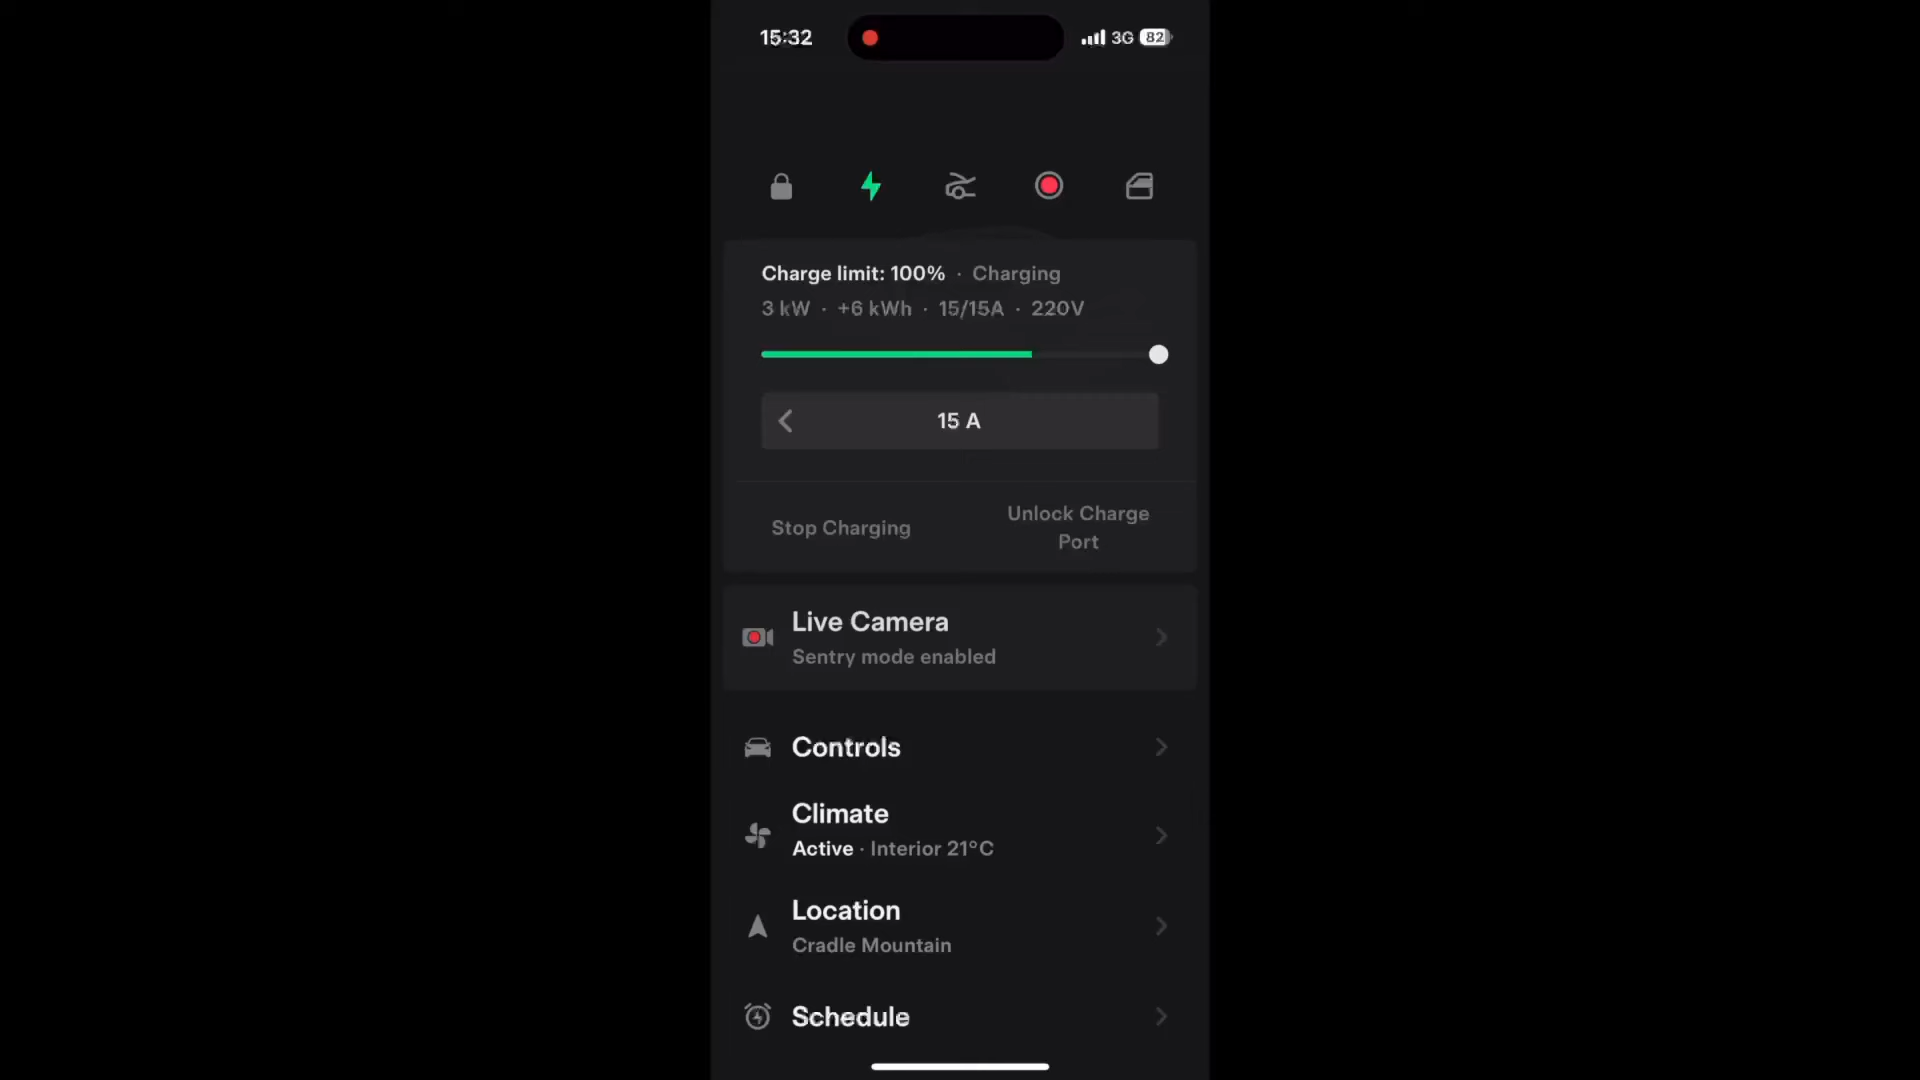 15:32 3G 82
Charge limit: 100% · Charging
3 kW · +6 kWh · 15/15A · 220V
15 A
Stop Charging
Unlock Charge
Port
Live Camera
Sentry mode enabled
Controls
Climate
Active · Interior 21°C
Location
Cradle Mountain
Schedule